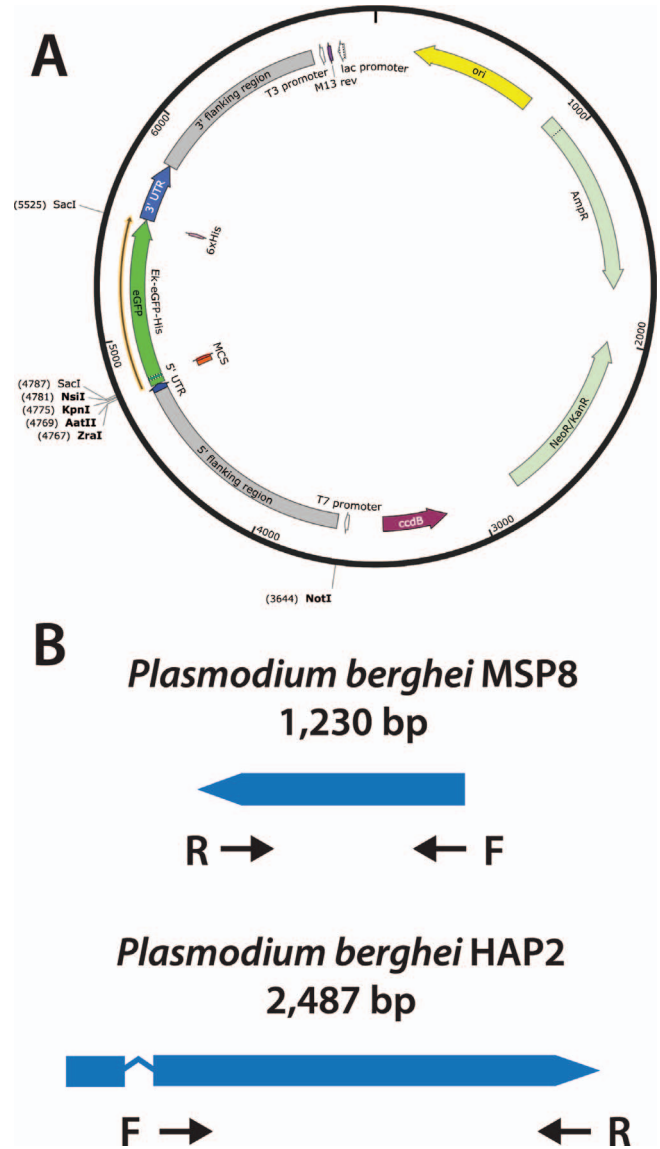 A
T3 promoter
M13 rev
lac promoter
ori
1000
AmpR
2000
NeoR/KanR
3000
ccdB
T7 promoter
4000
(3644) NotI
5' flanking region
5' UTR
MCS
(4787) SacI
(4781) NsiI
(4775) KpnI
(4769) AatII
(4767) ZraI
5000
eGFP
Ek-eGFP-His
6xHis
(5525) SacI
3' UTR
6000
3' flanking region
B
Plasmodium berghei MSP8
1,230 bp
R F
Plasmodium berghei HAP2
2,487 bp
F R